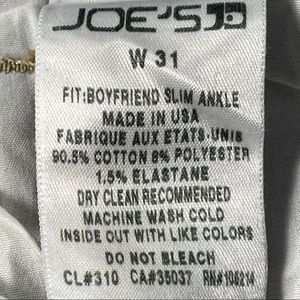 JOE'S
W 31
FIT:BOYFRIEND SLIM ANKLE
MADE IN USA
FABRIQUE AUX ETATS-UNIS
90.5% COTTON 8% POLYESTER
1.5% ELASTANE
DRY CLEAN RECOMMENDED
MACHINE WASH COLD
INSIDE OUT WITH LIKE COLORS
DO NOT BLEACH
CL#310 CA#35037 RN#106214